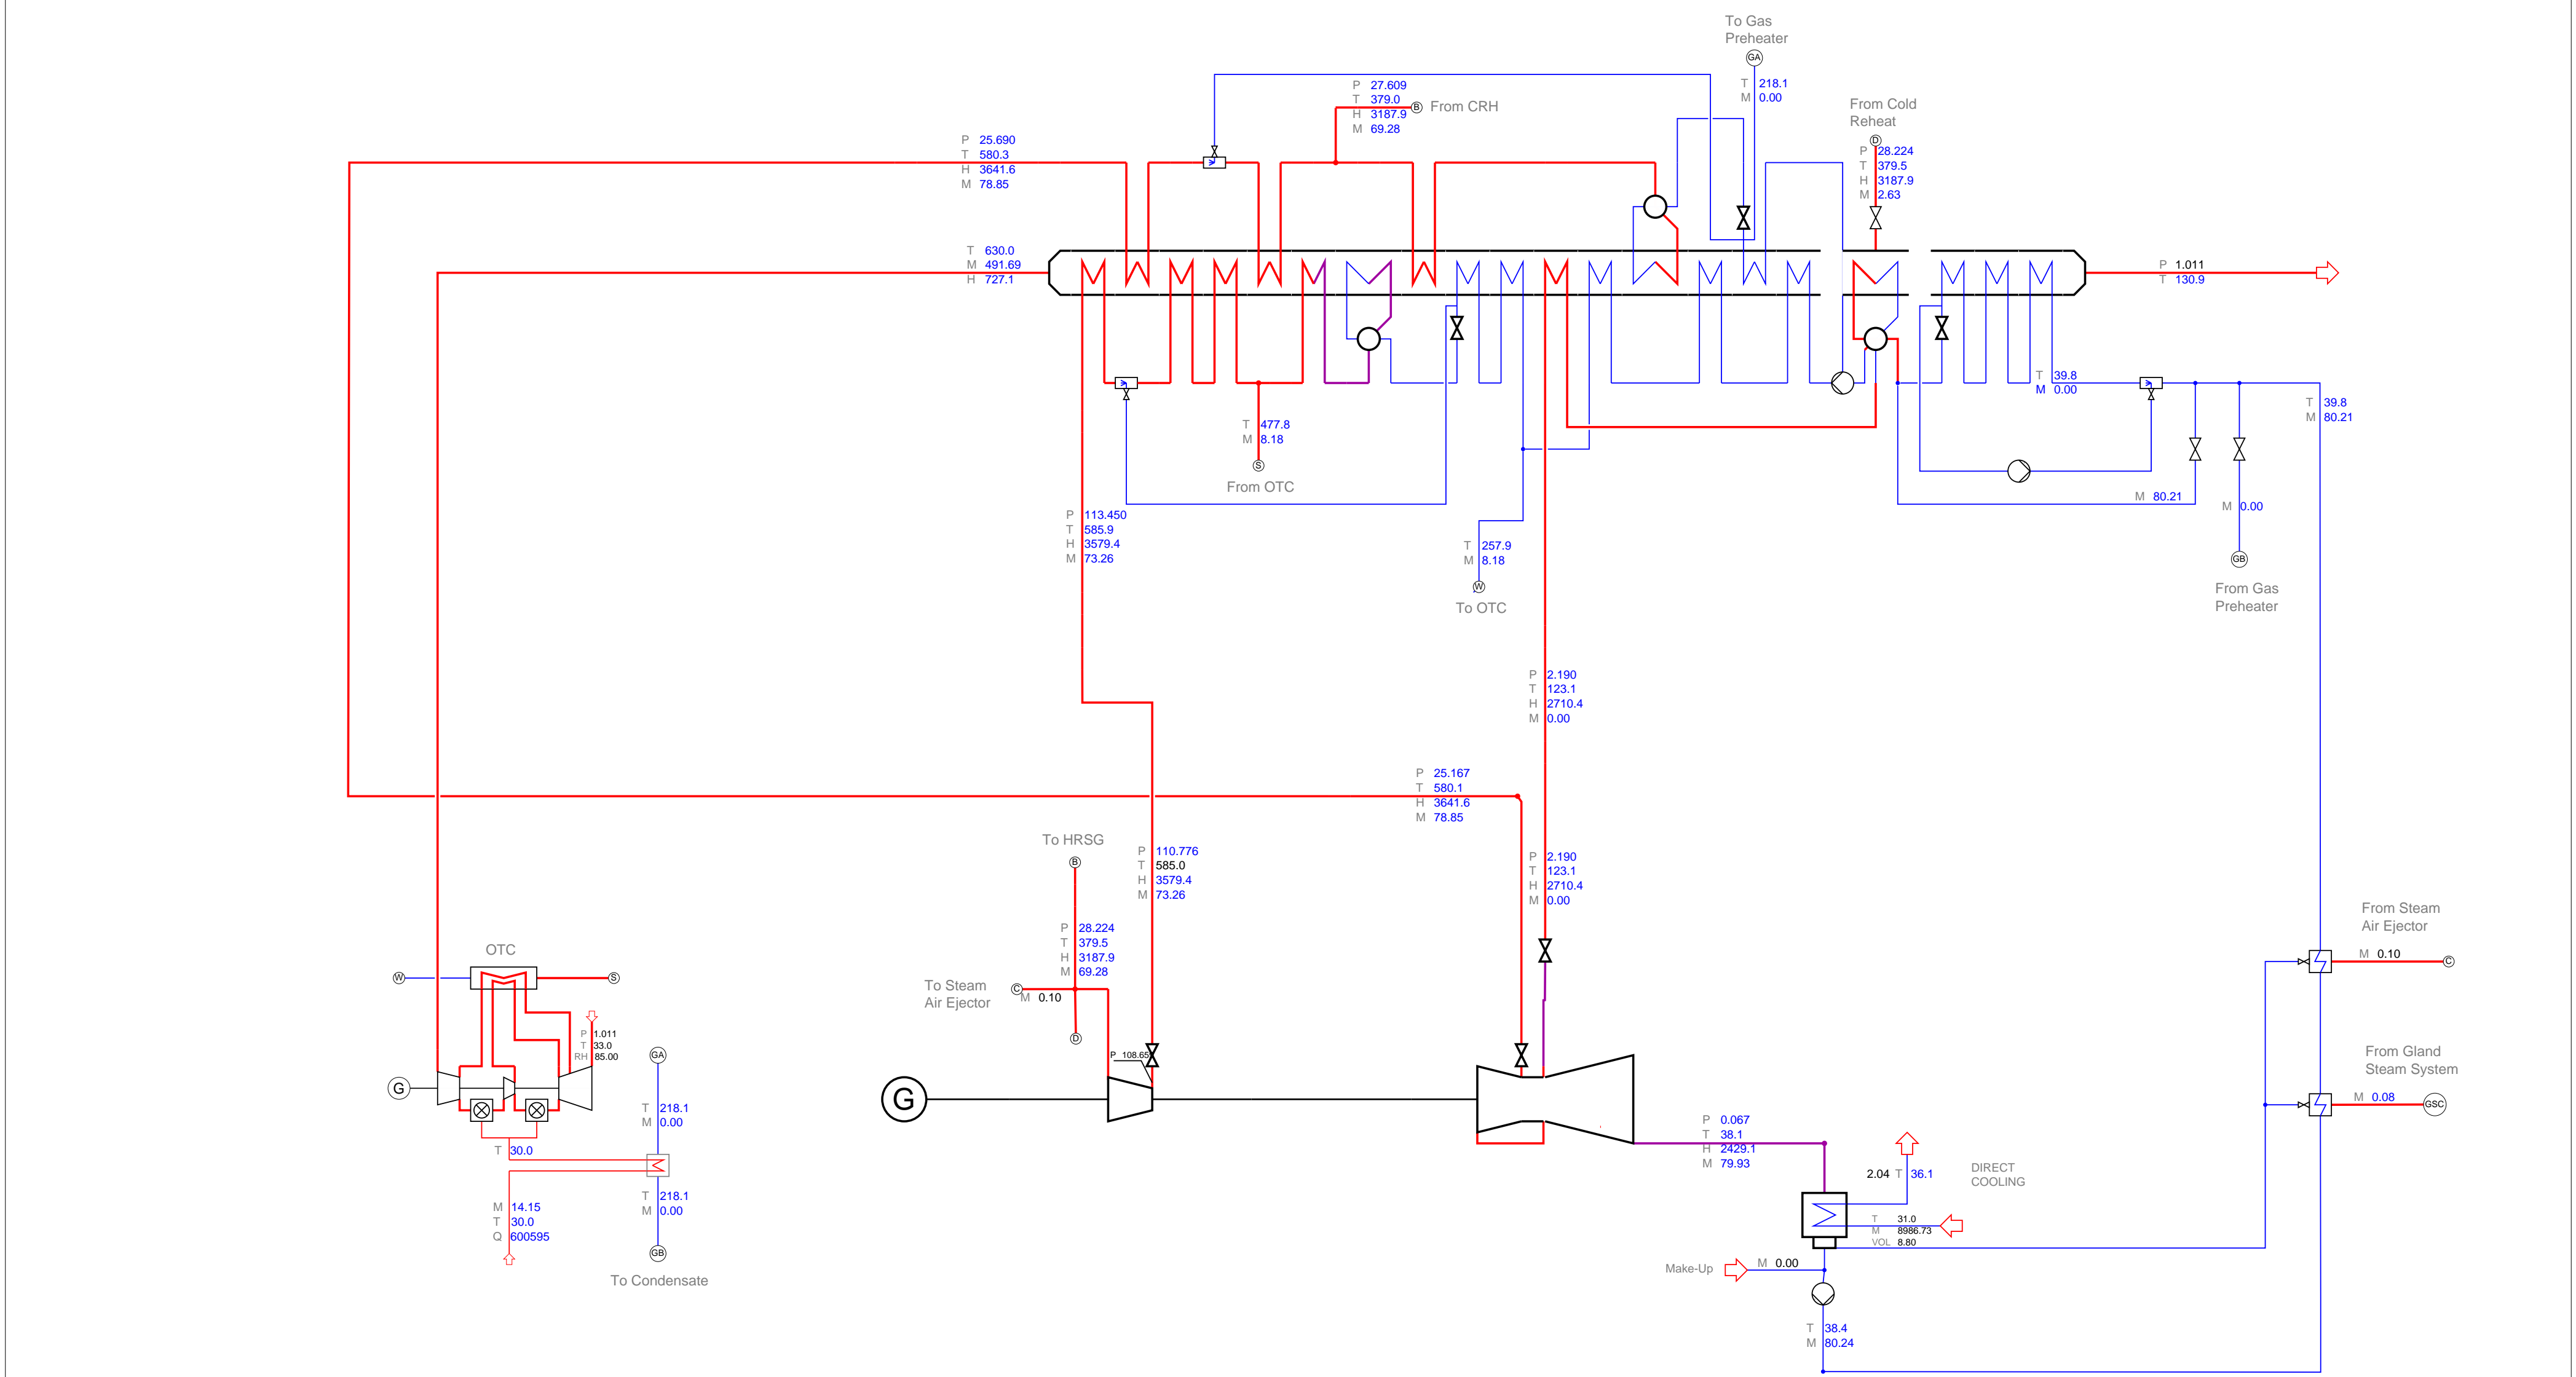 To Gas
Preheater
GA
T 218.1
M 0.00
P 27.609
T 379.0
H 3187.9
M 69.28
B From CRH
From Cold
Reheat
D
P 28.224
T 379.5
H 3187.9
M 2.63
P 25.690
T 580.3
H 3641.6
M 78.85
T 630.0
M 491.69
H 727.1
P 1.011
T 130.9
T 39.8
M 0.00
T 39.8
M 80.21
T 477.8
M 8.18
S
From OTC
M 80.21
M 0.00
GB
From Gas
Preheater
P 113.450
T 585.9
H 3579.4
M 73.26
T 257.9
M 8.18
W
To OTC
P 2.190
T 123.1
H 2710.4
M 0.00
P 25.167
T 580.1
H 3641.6
M 78.85
To HRSG
B
P 110.776
T 585.0
H 3579.4
M 73.26
P 2.190
T 123.1
H 2710.4
M 0.00
P 28.224
T 379.5
H 3187.9
M 69.28
To Steam
Air Ejector
C
M 0.10
D
From Steam
Air Ejector
M 0.10 C
OTC
W
S
P 1.011
T 33.0
RH 85.00
G
GA
T 218.1
M 0.00
T 30.0
T 218.1
M 0.00
M 14.15
T 30.0
Q 600595
GB
To Condensate
G
P 108.65
From Gland
Steam System
M 0.08 GSC
P 0.067
T 38.1
H 2429.1
M 79.93
2.04 T 36.1
DIRECT
COOLING
T 31.0
M 8986.73
VOL 8.80
Make-Up
M 0.00
T 38.4
M 80.24